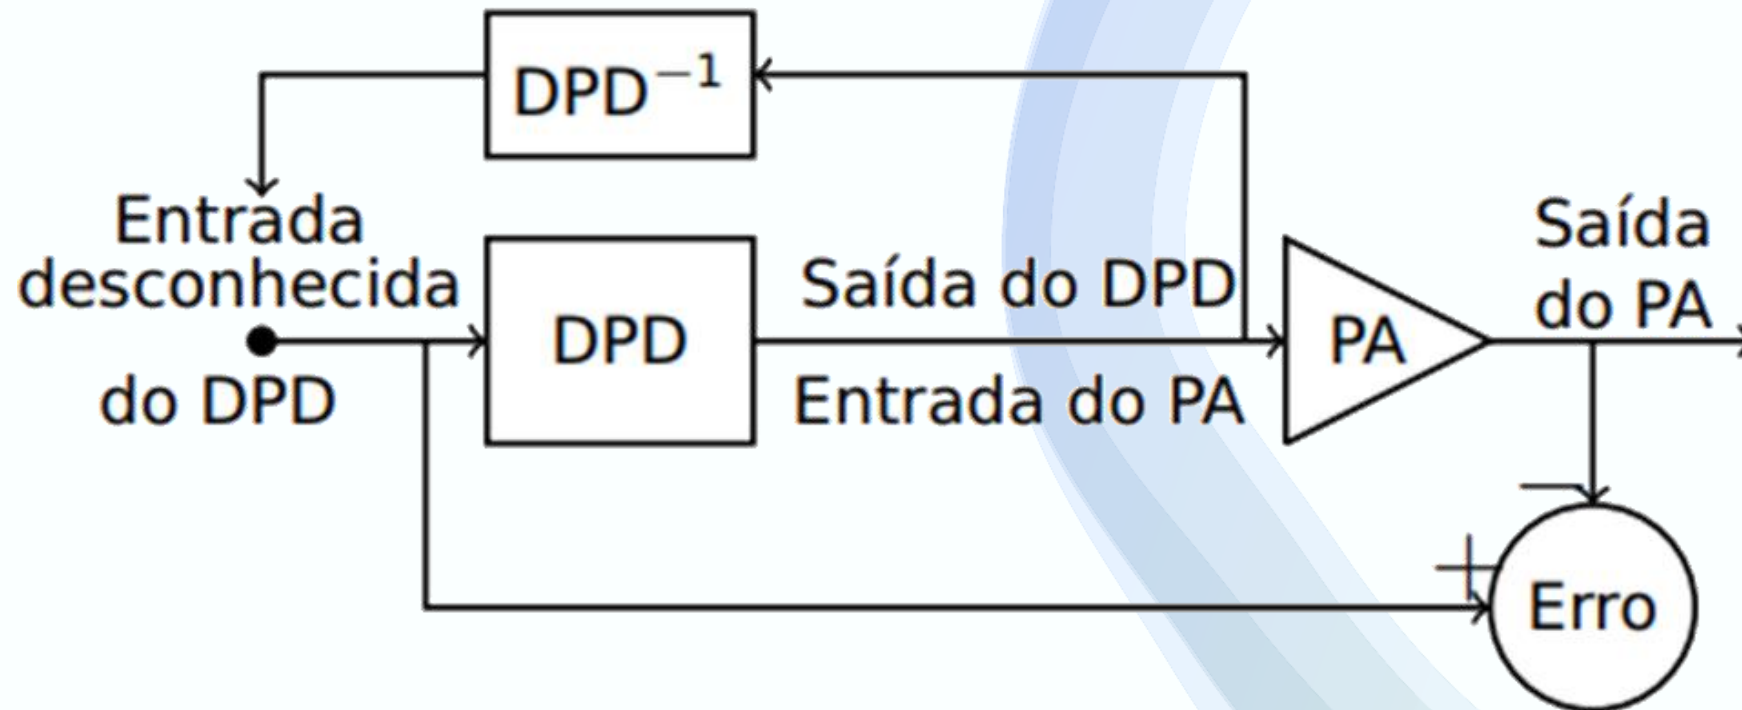 DPD⁻¹
Entrada
desconhecida
do DPD
DPD
Saída do DPD
Entrada do PA
PA
Saída
do PA
−
+
Erro